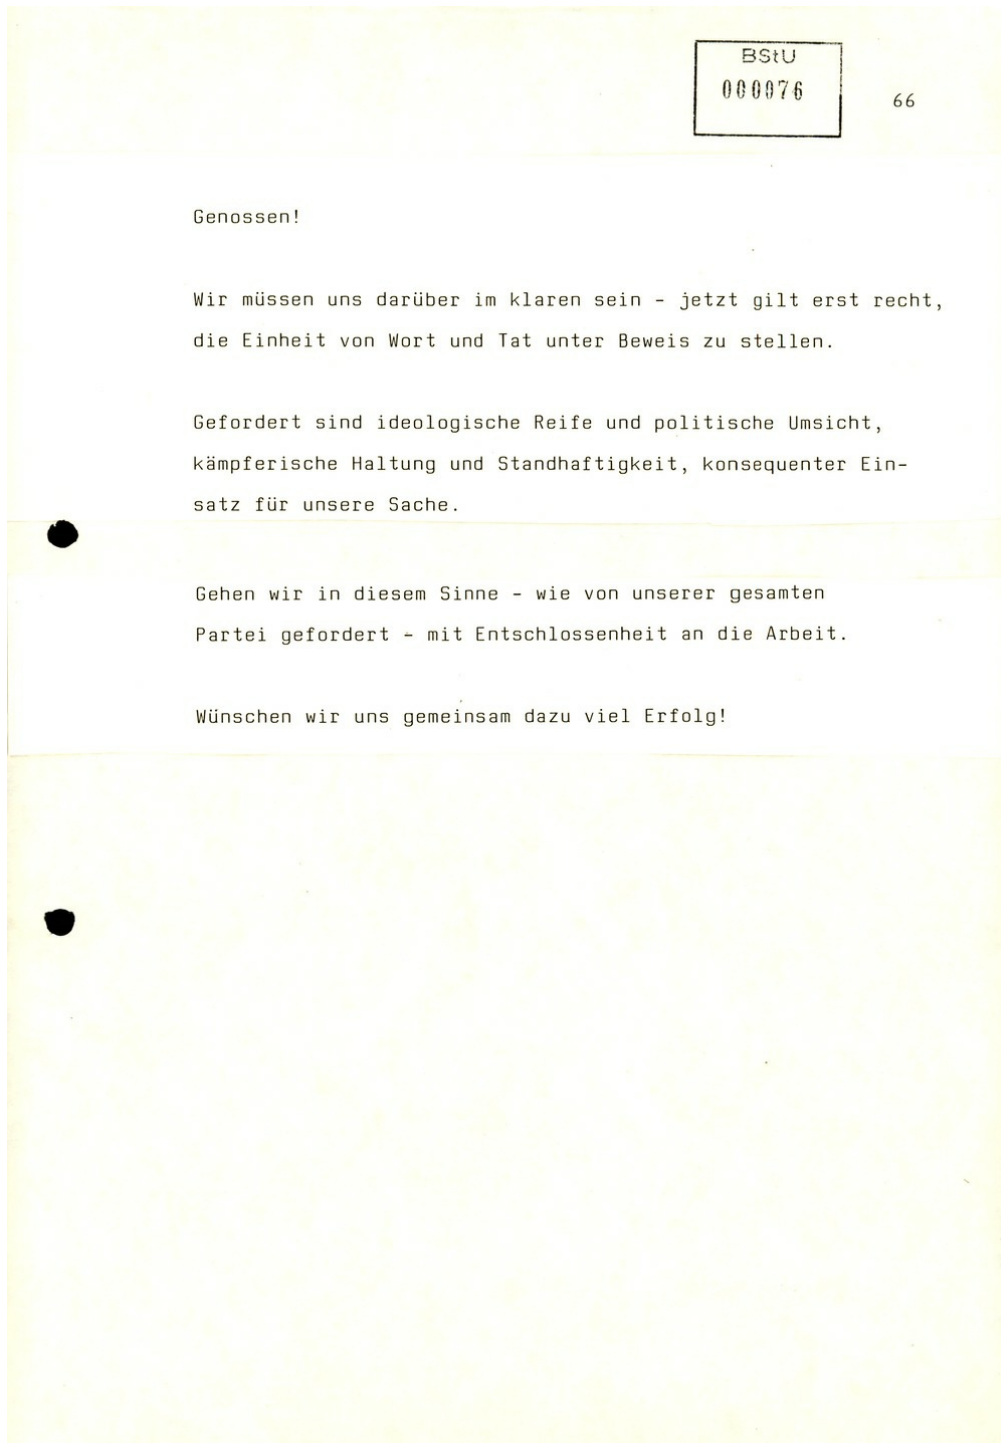 BStU
000076
66
Genossen!
Wir müssen uns darüber im klaren sein - jetzt gilt erst recht,
die Einheit von Wort und Tat unter Beweis zu stellen.
Gefordert sind ideologische Reife und politische Umsicht,
kämpferische Haltung und Standhaftigkeit, konsequenter Ein-
satz für unsere Sache.
Gehen wir in diesem Sinne - wie von unserer gesamten
Partei gefordert - mit Entschlossenheit an die Arbeit.
Wünschen wir uns gemeinsam dazu viel Erfolg!